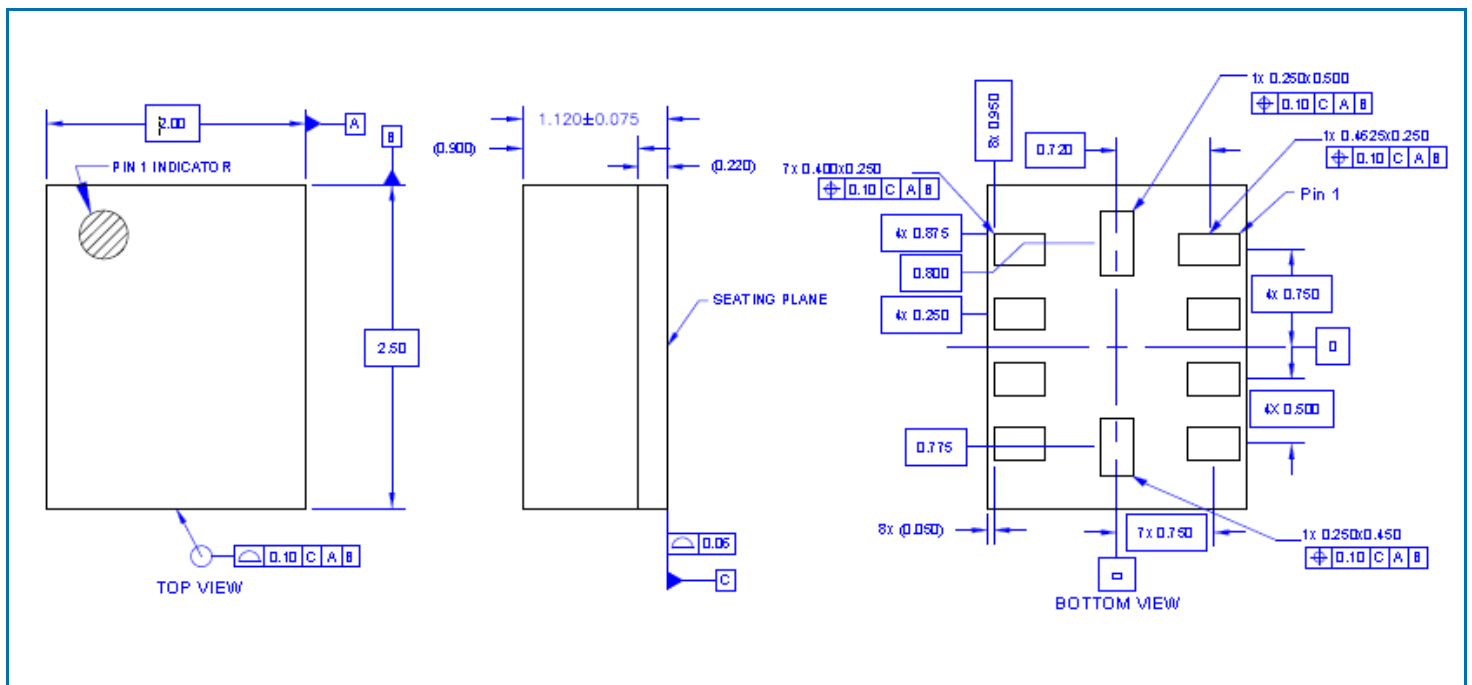 2.00
A
B
PIN 1 INDICATOR
2.50
0.10 C A B
TOP VIEW
1.120±0.075
(0.900)
(0.220)
SEATING PLANE
0.06
C
8x 0.950
0.720
1x 0.250x0.500
0.10 C A B
1x 0.4625x0.250
0.10 C A B
7x 0.400x0.250
0.10 C A B
Pin 1
4x 0.875
0.800
4x 0.250
4x 0.750
0
4X 0.500
0.775
8x (0.050)
7x 0.750
1x 0.250x0.450
0.10 C A B
0
BOTTOM VIEW